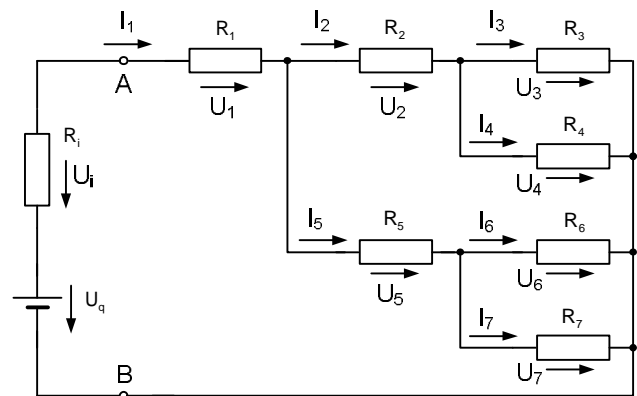 I1 R1 I2 R2 I3 R3
A U1 U2 U3
Ri I4 R4
Ui U4
I5 R5 I6 R6
Uq U5 U6
I7 R7
B U7